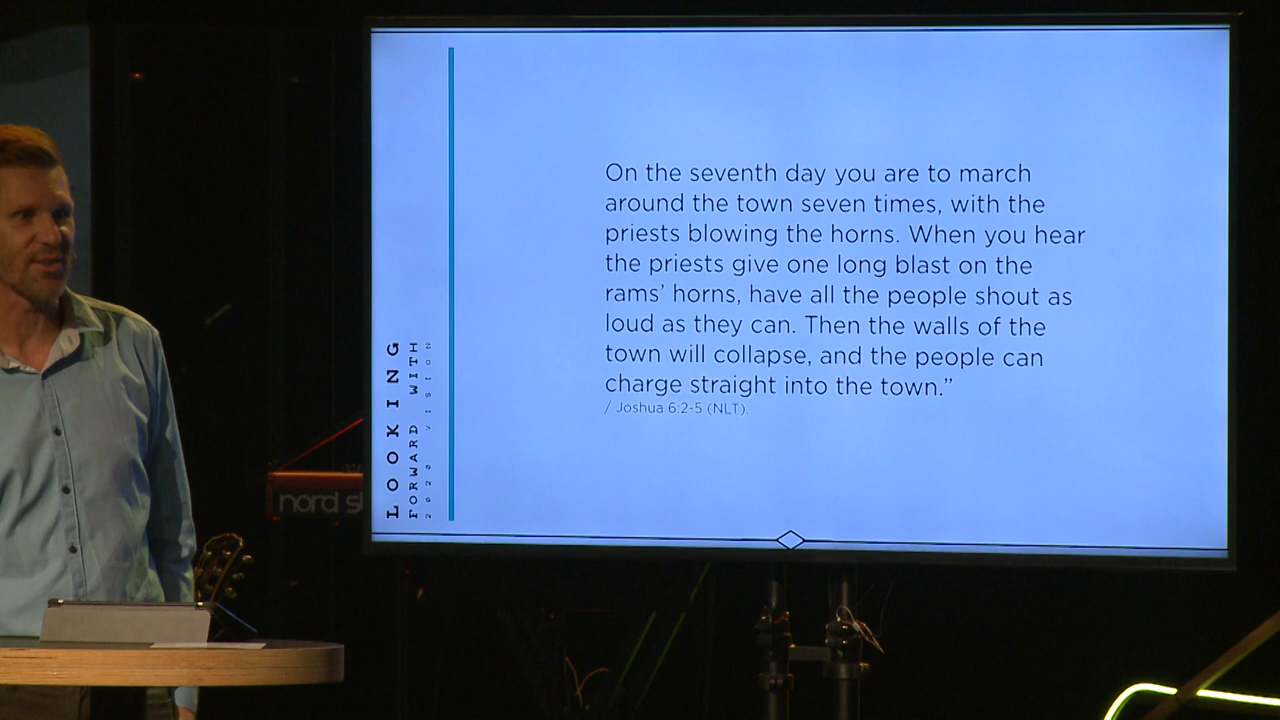 On the seventh day you are to march
around the town seven times, with the
priests blowing the horns. When you hear
the priests give one long blast on the
rams’ horns, have all the people shout as
loud as they can. Then the walls of the
town will collapse, and the people can
charge straight into the town.”
/ Joshua 6:2-5 (NLT).
LOOKING
FORWARD WITH
2020 VISION
nord